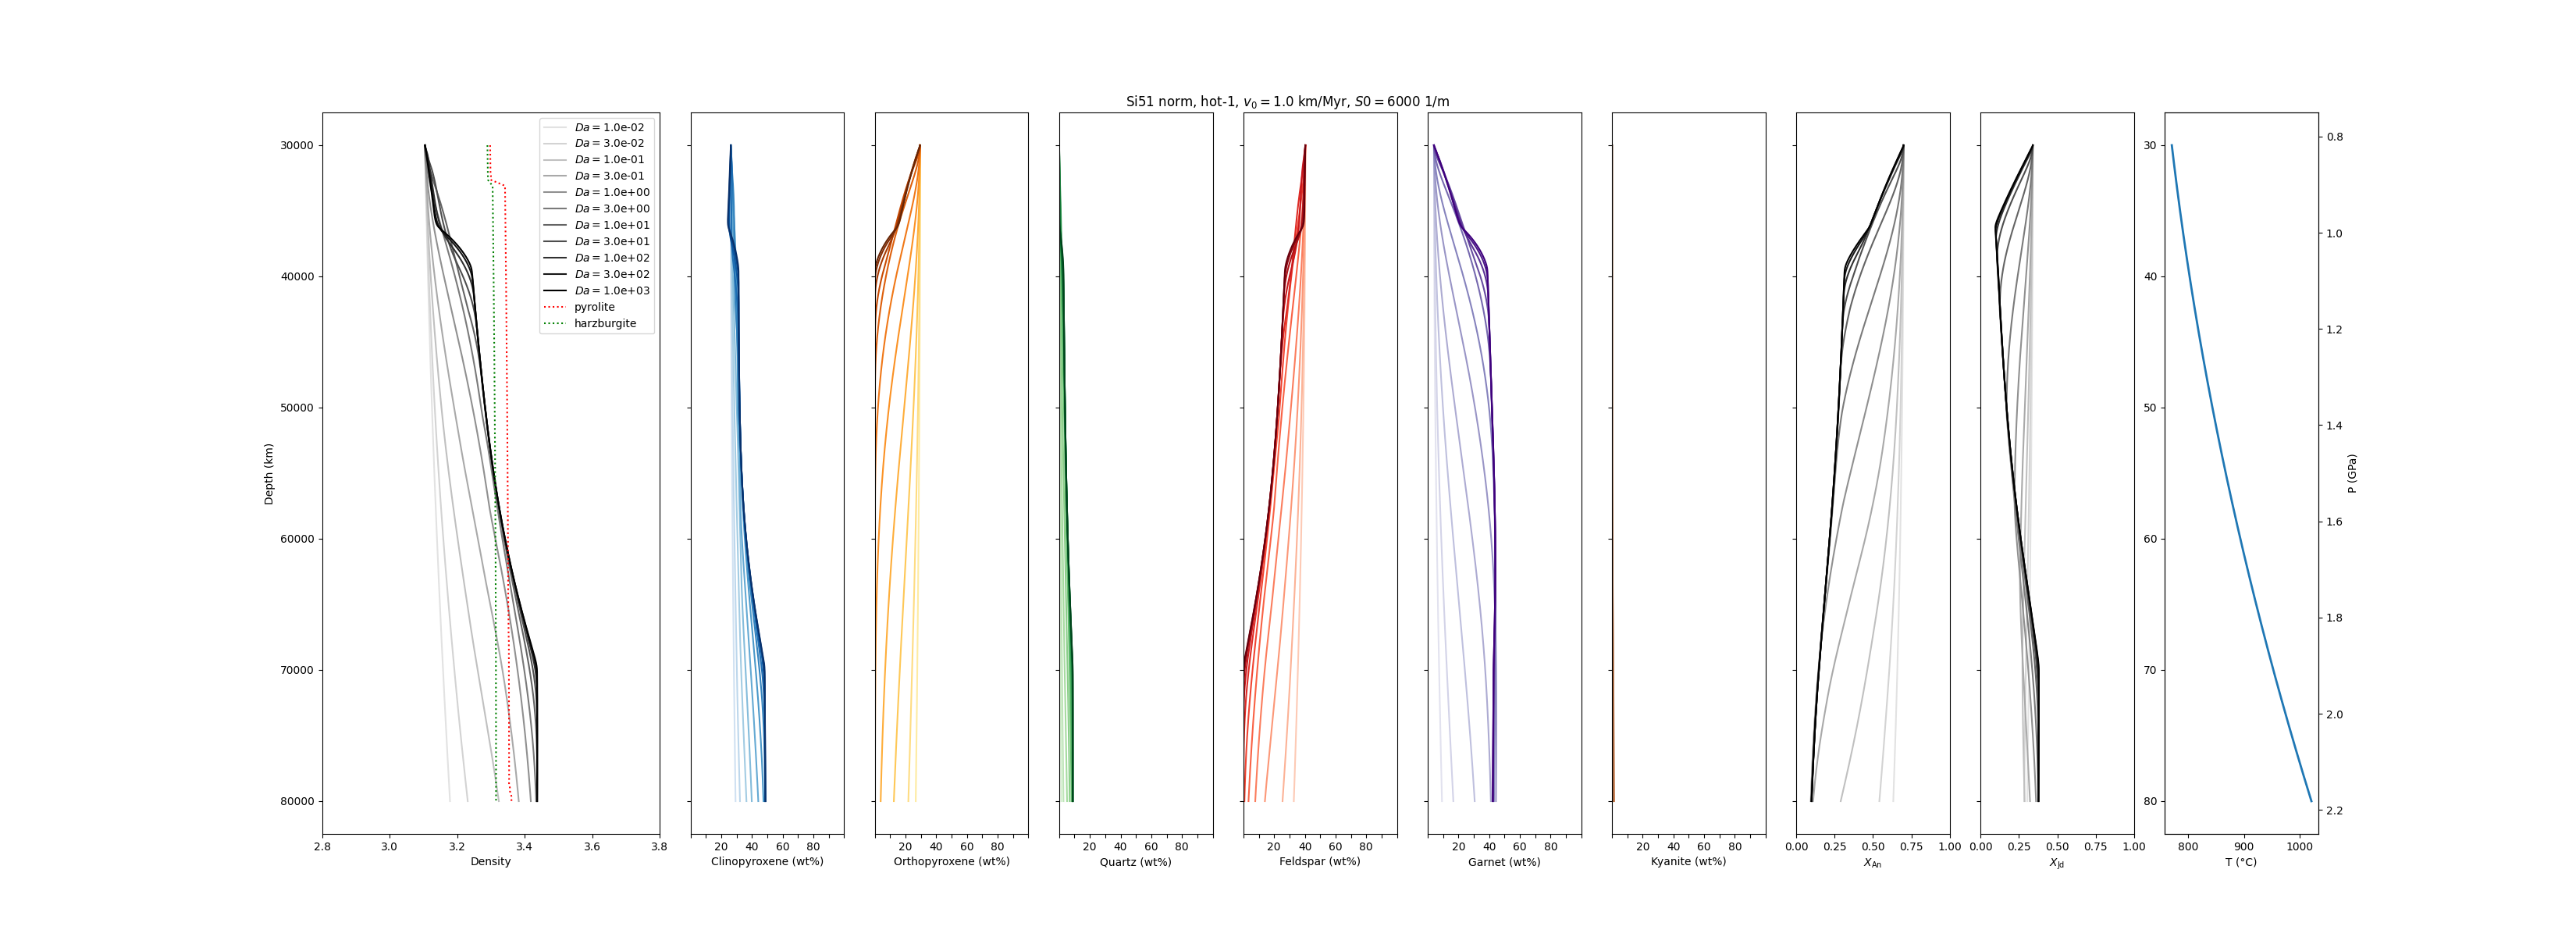 Si51 norm, hot-1, v₀ = 1.0 km/Myr, S0 = 6000 1/m
Da = 1.0e-02
Da = 3.0e-02
Da = 1.0e-01
Da = 3.0e-01
Da = 1.0e+00
Da = 3.0e+00
Da = 1.0e+01
Da = 3.0e+01
Da = 1.0e+02
Da = 3.0e+02
Da = 1.0e+03
pyrolite
harzburgite
Depth (km)
30000
40000
50000
60000
70000
80000
2.8 3.0 3.2 3.4 3.6 3.8
Density
20 40 60 80
Clinopyroxene (wt%)
20 40 60 80
Orthopyroxene (wt%)
20 40 60 80
Quartz (wt%)
20 40 60 80
Feldspar (wt%)
20 40 60 80
Garnet (wt%)
20 40 60 80
Kyanite (wt%)
0.00 0.25 0.50 0.75 1.00
X_An
0.00 0.25 0.50 0.75 1.00
X_Jd
30
40
50
60
70
80
800 900 1000
T (°C)
0.8
1.0
1.2
1.4
1.6
1.8
2.0
2.2
P (GPa)